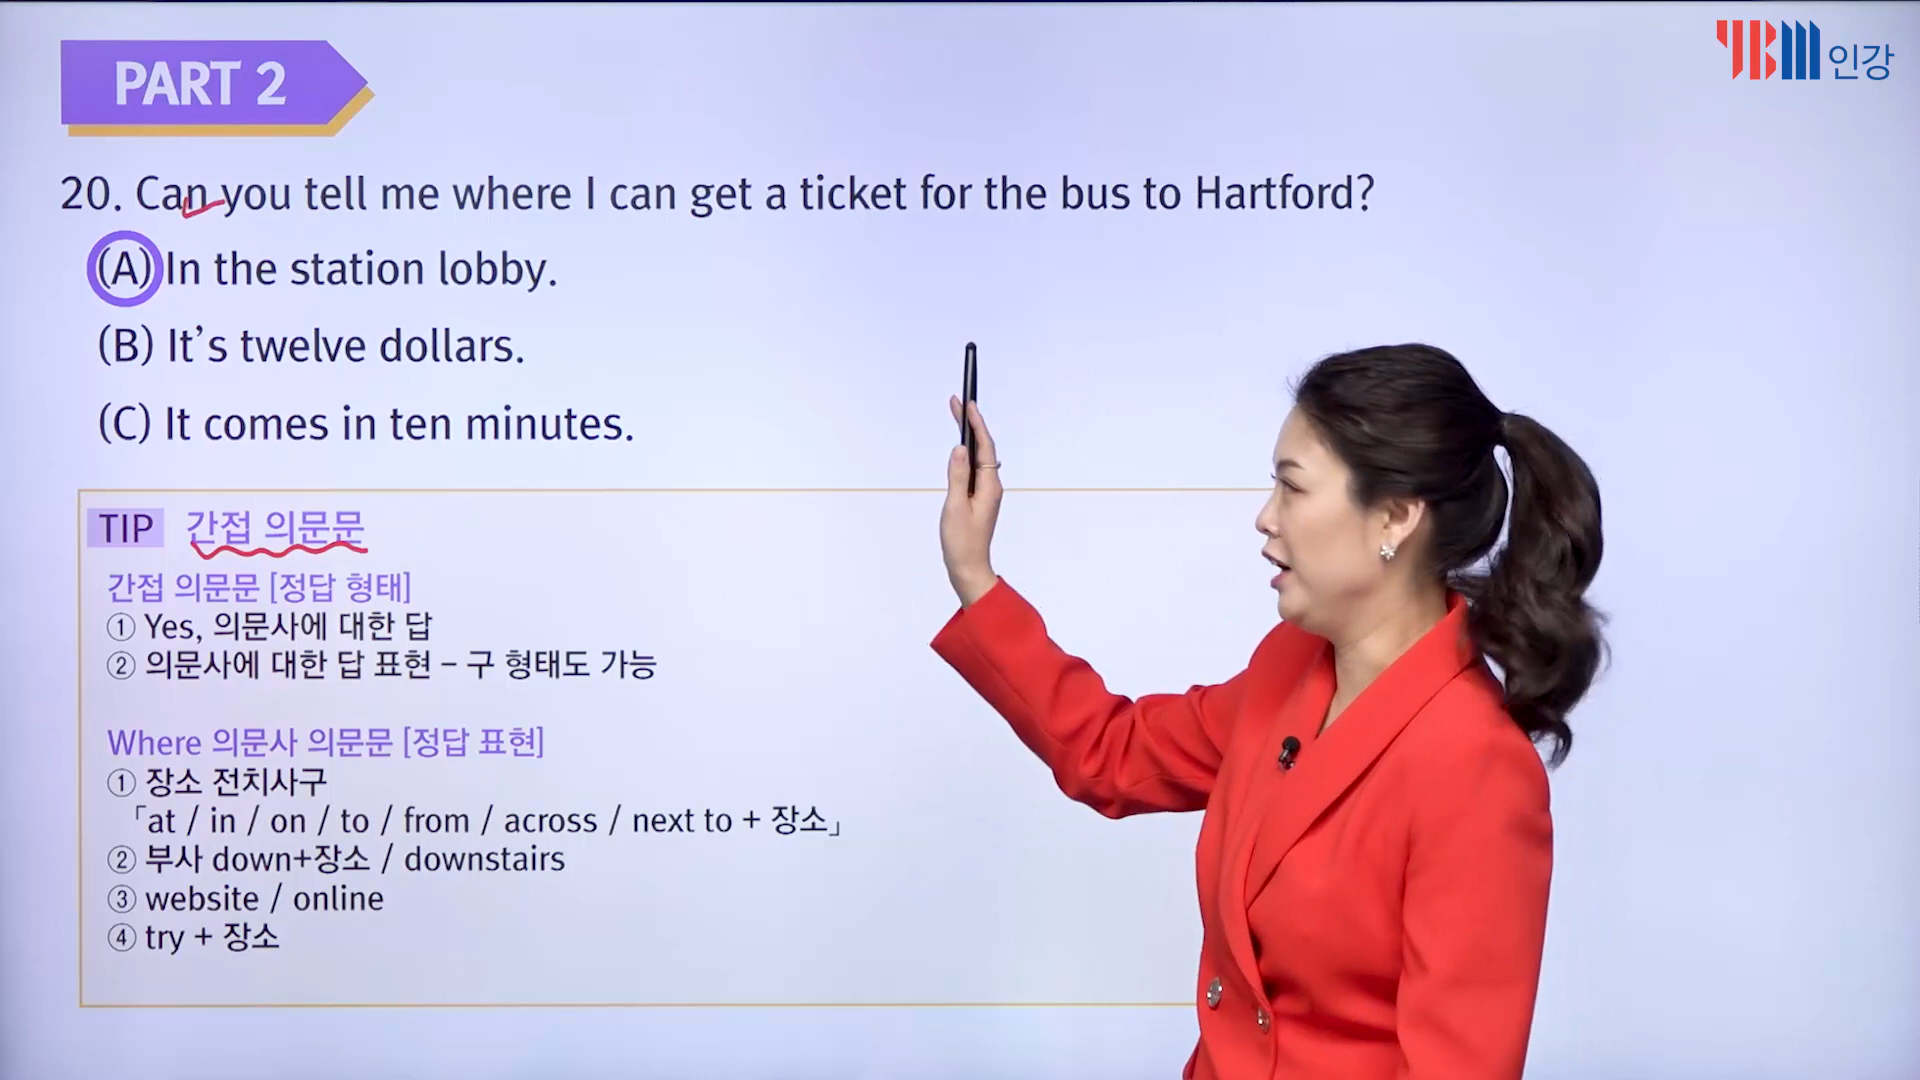 PART 2
YBM 인강
20. Can you tell me where I can get a ticket for the bus to Hartford?
(A) In the station lobby.
(B) It's twelve dollars.
(C) It comes in ten minutes.
TIP 간접 의문문
간접 의문문 [정답 형태]
① Yes, 의문사에 대한 답
② 의문사에 대한 답 표현 – 구 형태도 가능
Where 의문사 의문문 [정답 표현]
① 장소 전치사구
「at / in / on / to / from / across / next to + 장소」
② 부사 down+장소 / downstairs
③ website / online
④ try + 장소